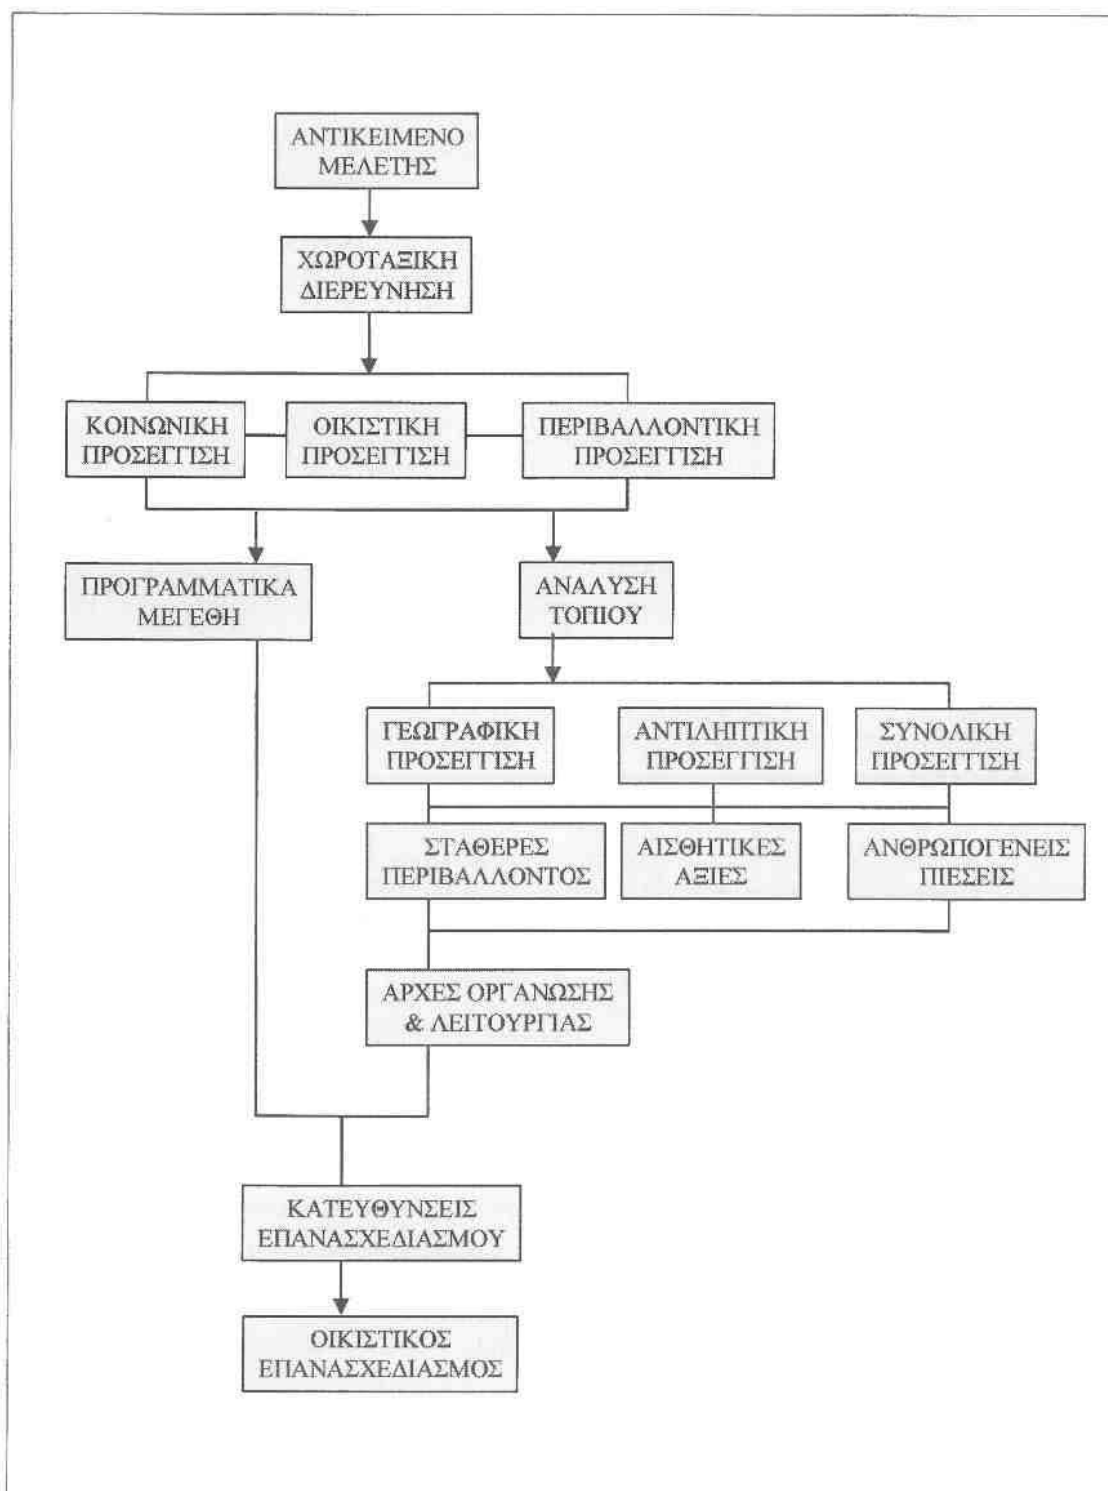 ΑΝΤΙΚΕΙΜΕΝΟ
ΜΕΛΕΤΗΣ
ΧΩΡΟΤΑΞΙΚΗ
ΔΙΕΡΕΥΝΗΣΗ
ΚΟΙΝΩΝΙΚΗ
ΠΡΟΣΕΓΓΙΣΗ
ΟΙΚΙΣΤΙΚΗ
ΠΡΟΣΕΓΓΙΣΗ
ΠΕΡΙΒΑΛΛΟΝΤΙΚΗ
ΠΡΟΣΕΓΓΙΣΗ
ΠΡΟΓΡΑΜΜΑΤΙΚΑ
ΜΕΓΕΘΗ
ΑΝΑΛΥΣΗ
ΤΟΠΙΟΥ
ΓΕΩΓΡΑΦΙΚΗ
ΠΡΟΣΕΓΓΙΣΗ
ΑΝΤΙΛΗΠΤΙΚΗ
ΠΡΟΣΕΓΓΙΣΗ
ΣΥΝΟΛΙΚΗ
ΠΡΟΣΕΓΓΙΣΗ
ΣΤΑΘΕΡΕΣ
ΠΕΡΙΒΑΛΛΟΝΤΟΣ
ΑΙΣΘΗΤΙΚΕΣ
ΑΞΙΕΣ
ΑΝΘΡΩΠΟΓΕΝΕΙΣ
ΠΙΕΣΕΙΣ
ΑΡΧΕΣ ΟΡΓΑΝΩΣΗΣ
& ΛΕΙΤΟΥΡΓΙΑΣ
ΚΑΤΕΥΘΥΝΣΕΙΣ
ΕΠΑΝΑΣΧΕΔΙΑΣΜΟΥ
ΟΙΚΙΣΤΙΚΟΣ
ΕΠΑΝΑΣΧΕΔΙΑΣΜΟΣ